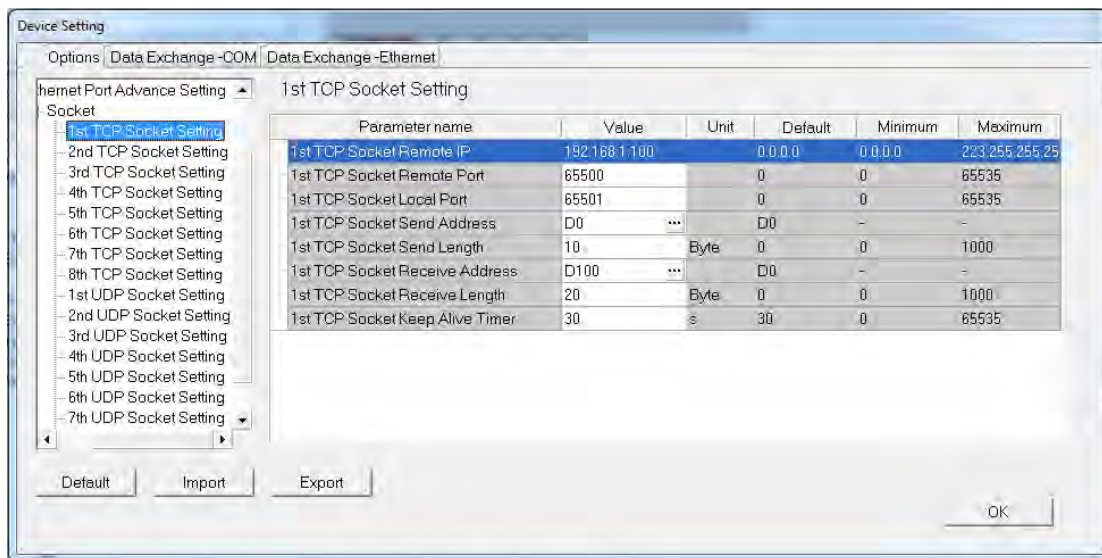 Device Setting
Options Data Exchange -COM Data Exchange -Ethernet
hernet Port Advance Setting
Socket
1st TCP Socket Setting
2nd TCP Socket Setting
3rd TCP Socket Setting
4th TCP Socket Setting
5th TCP Socket Setting
6th TCP Socket Setting
7th TCP Socket Setting
8th TCP Socket Setting
1st UDP Socket Setting
2nd UDP Socket Setting
3rd UDP Socket Setting
4th UDP Socket Setting
5th UDP Socket Setting
6th UDP Socket Setting
7th UDP Socket Setting
1st TCP Socket Setting
Parameter name Value Unit Default Minimum Maximum
1st TCP Socket Remote IP 192.168.1.100 0.0.0.0 0.0.0.0 223.255.255.25
1st TCP Socket Remote Port 65500 0 0 65535
1st TCP Socket Local Port 65501 0 0 65535
1st TCP Socket Send Address D0 ... D0 - -
1st TCP Socket Send Length 10 Byte 0 0 1000
1st TCP Socket Receive Address D100 ... D0 - -
1st TCP Socket Receive Length 20 Byte 0 0 1000
1st TCP Socket Keep Alive Timer 30 s 30 0 65535
Default Import Export
OK